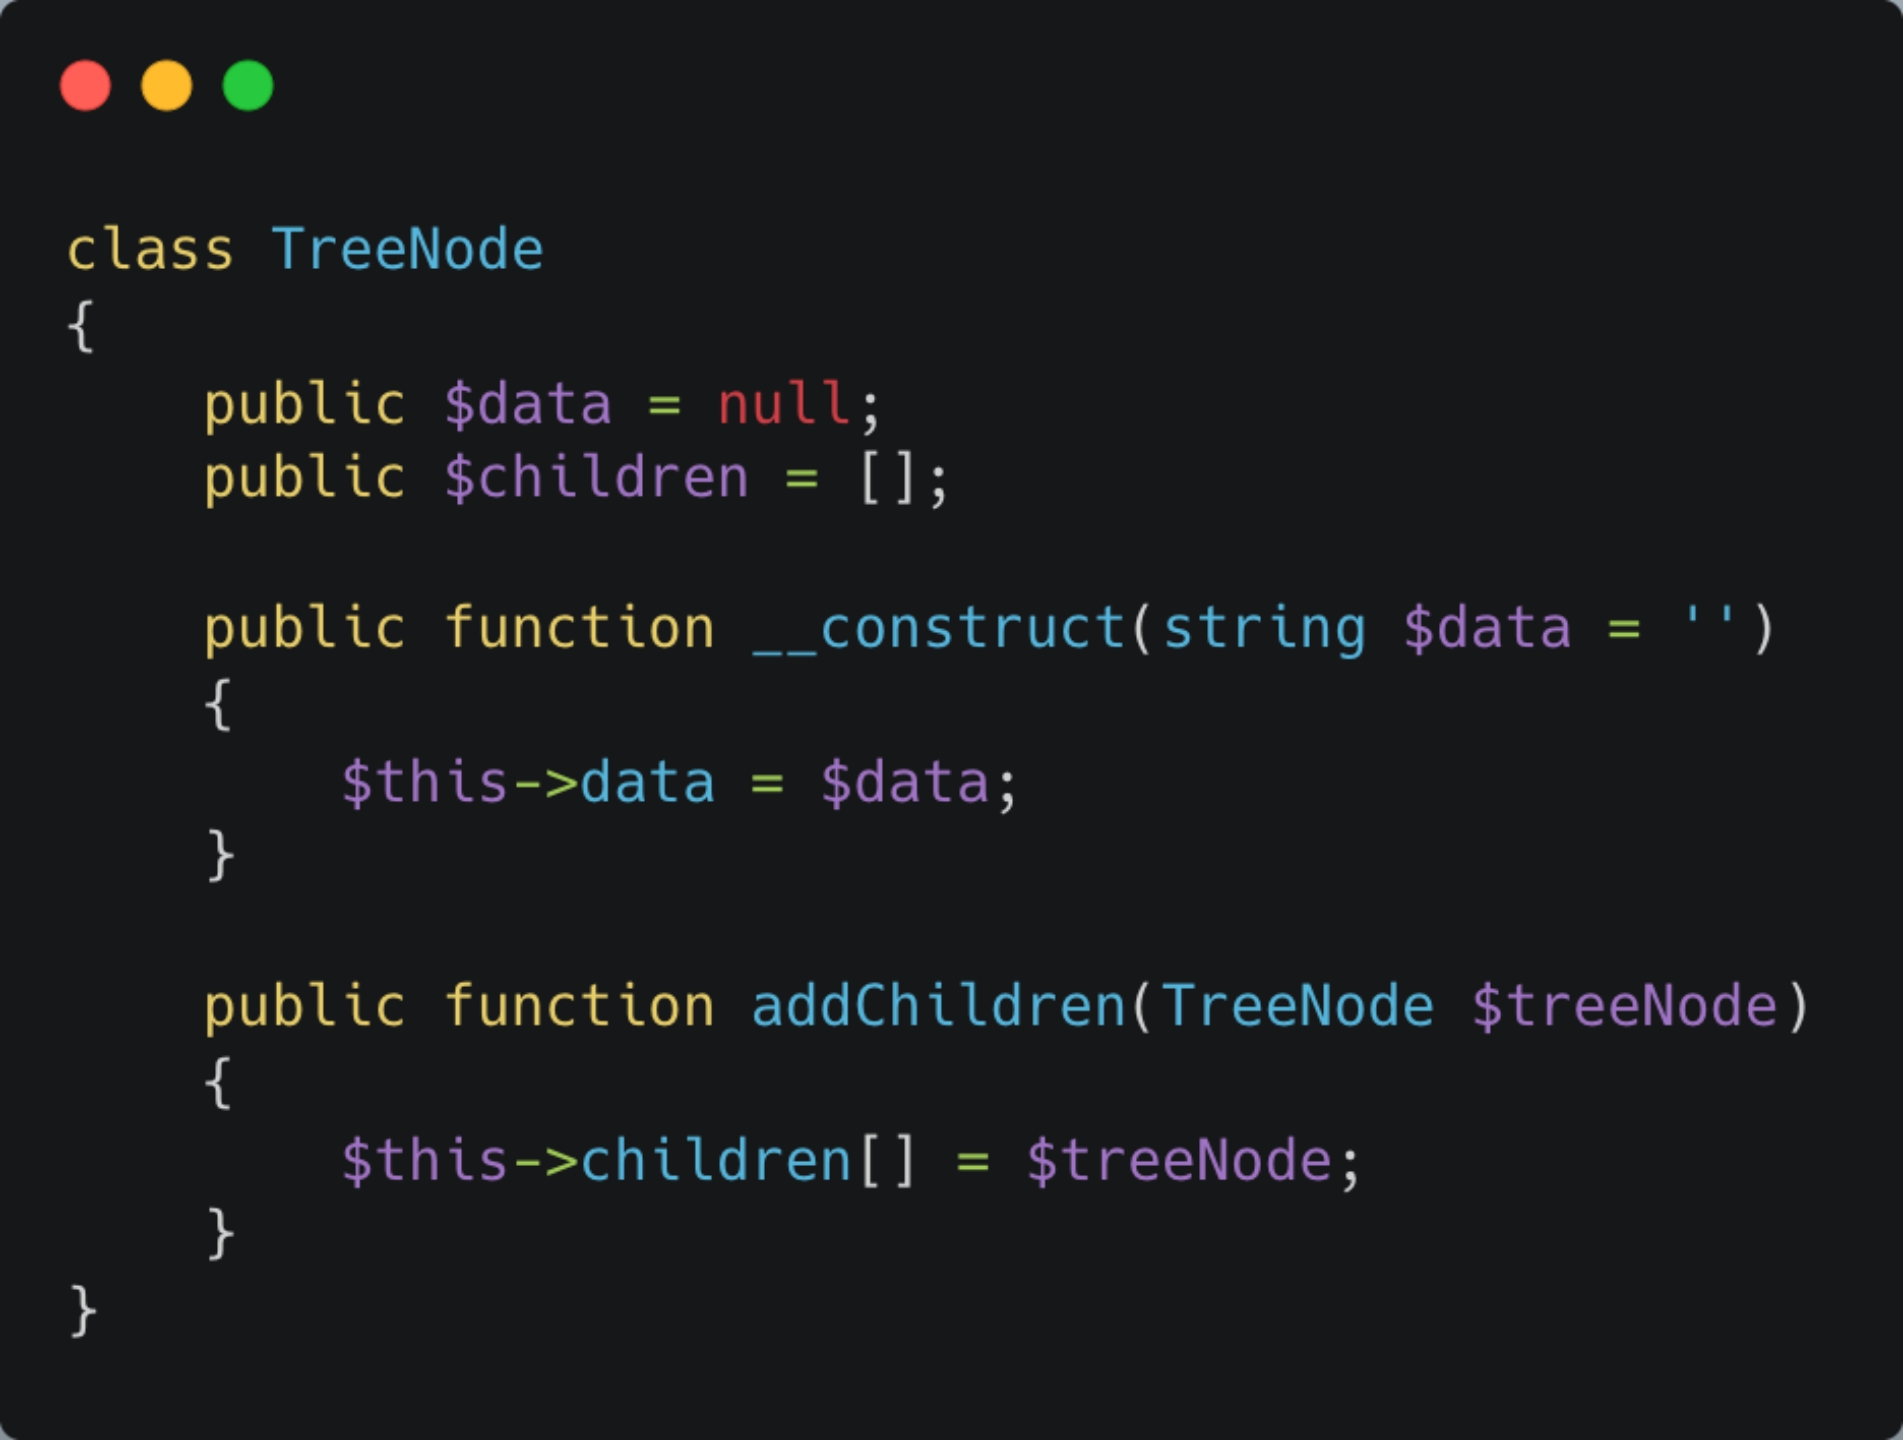 class TreeNode
{
    public $data = null;
    public $children = [];

    public function __construct(string $data = '')
    {
        $this->data = $data;
    }

    public function addChildren(TreeNode $treeNode)
    {
        $this->children[] = $treeNode;
    }
}